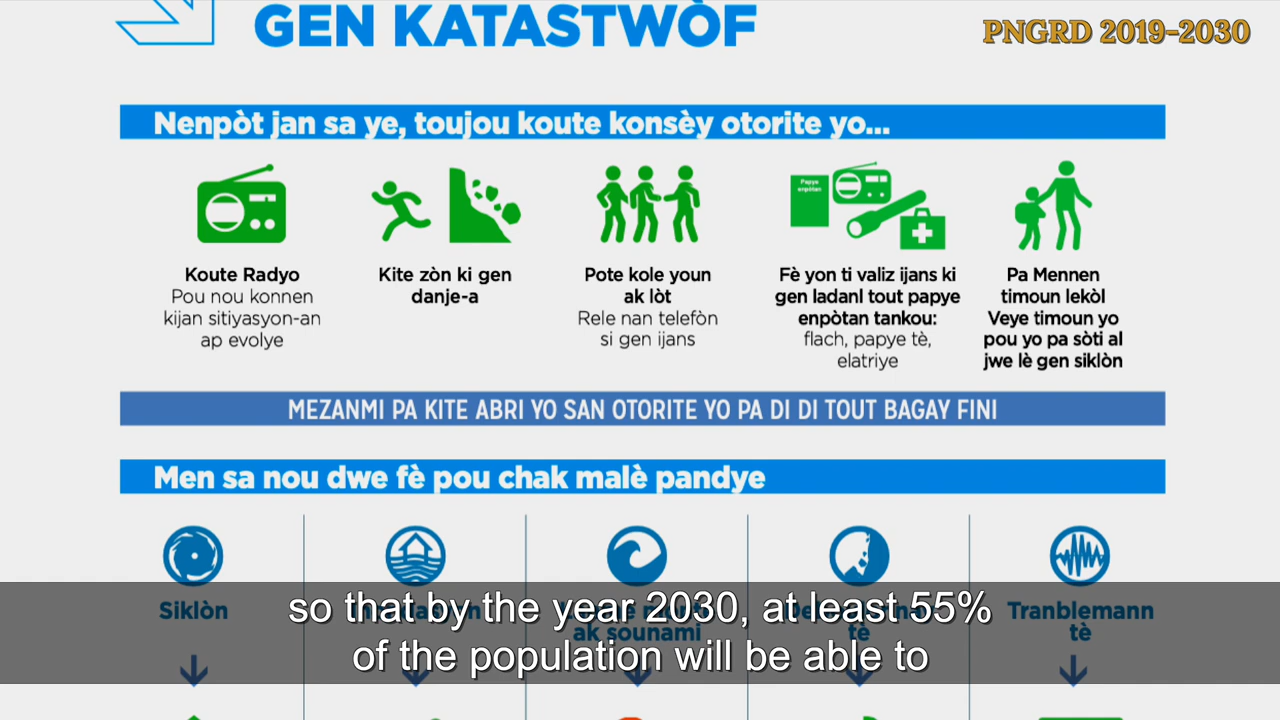 GEN KATASTWÒF
PNGRD 2019-2030
Nenpòt jan sa ye, toujou koute konsèy otorite yo...
Papye
enpòtan
Koute Radyo
Pou nou konnen
kijan sitiyasyon-an
ap evolye
Kite zòn ki gen
danje-a
Pote kole youn
ak lòt
Rele nan telefòn
si gen ijans
Fè yon ti valiz ijans ki
gen ladanl tout papye
enpòtan tankou:
flach, papye tè,
elatriye
Pa Mennen
timoun lekòl
Veye timoun yo
pou yo pa sòti al
jwe lè gen siklòn
MEZANMI PA KITE ABRI YO SAN OTORITE YO PA DI DI TOUT BAGAY FINI
Men sa nou dwe fè pou chak malè pandye
Siklòn
ak sounami
tè
Tranblemann
tè
so that by the year 2030, at least 55%
of the population will be able to